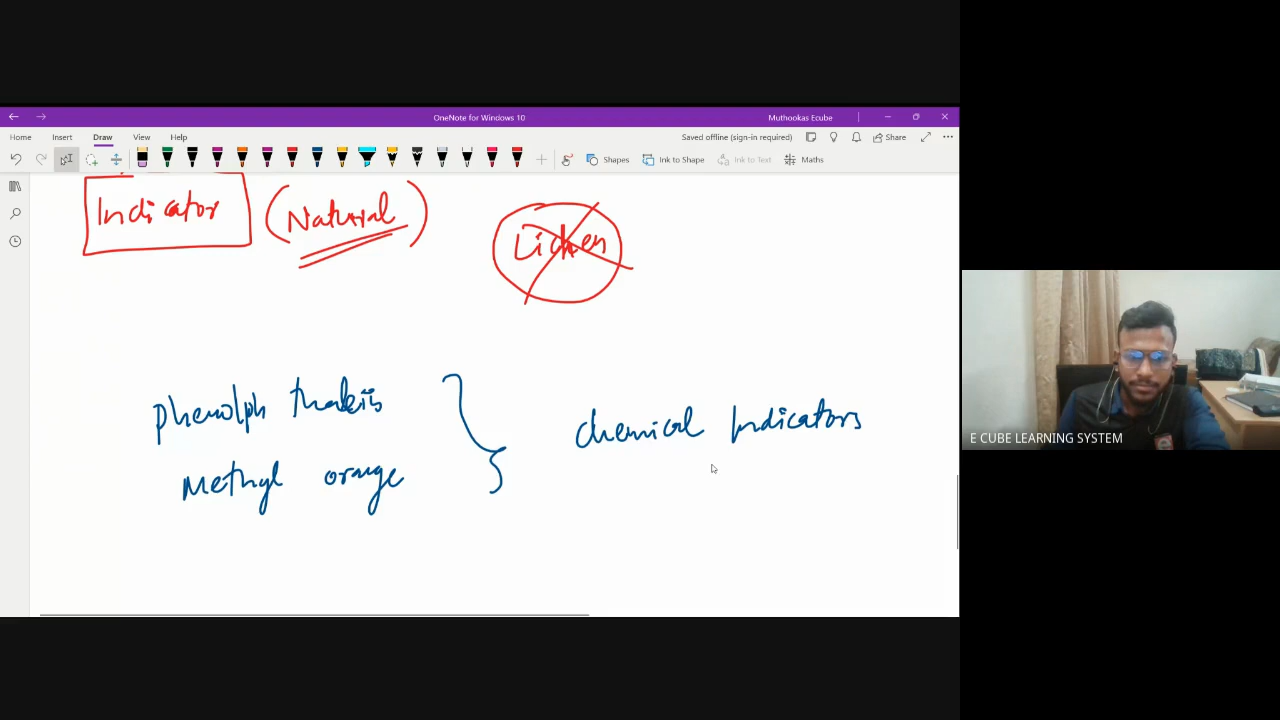 OneNote for Windows 10
Muthookas Ecube
Home Insert Draw View Help
Saved offline (sign-in required)
Share
Shapes
Ink to Shape
Ink to Text
Maths
Indicator (Natural)
Lichen
phenolph
Methyl orange
chemical Indicators
E CUBE LEARNING SYSTEM